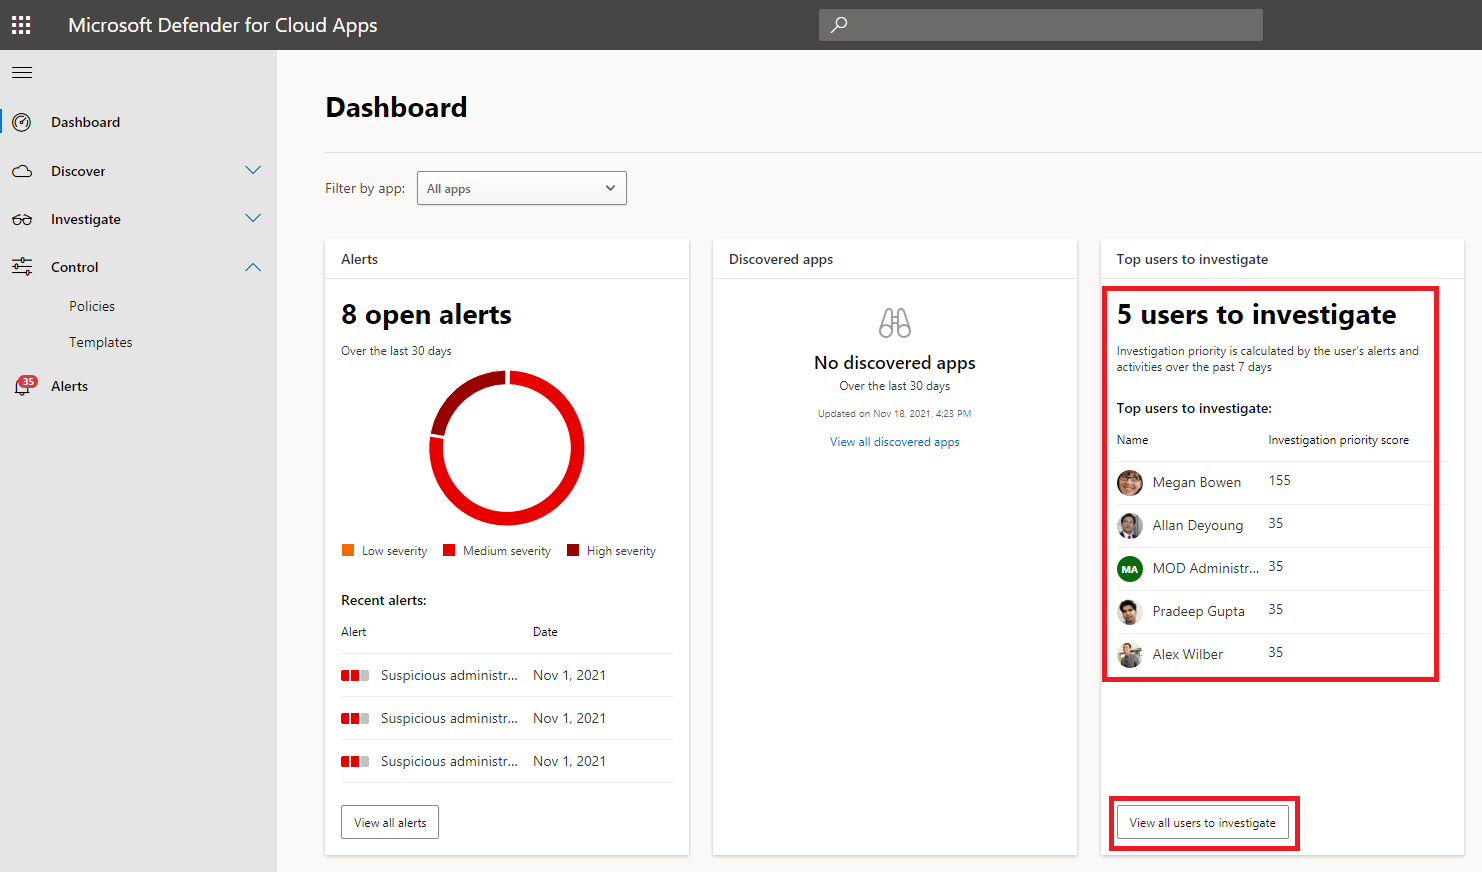 Microsoft Defender for Cloud Apps
Dashboard
Discover
Investigate
Control
Policies
Templates
35
Alerts
Dashboard
Filter by app:
All apps
Alerts
8 open alerts
Over the last 30 days
Low severity
Medium severity
High severity
Recent alerts:
Alert Date
Suspicious administr... Nov 1, 2021
Suspicious administr... Nov 1, 2021
Suspicious administr... Nov 1, 2021
View all alerts
Discovered apps
No discovered apps
Over the last 30 days
Updated on Nov 18, 2021, 4:23 PM
View all discovered apps
Top users to investigate
5 users to investigate
Investigation priority is calculated by the user's alerts and
activities over the past 7 days
Top users to investigate:
Name Investigation priority score
Megan Bowen 155
Allan Deyoung 35
MA MOD Administr... 35
Pradeep Gupta 35
Alex Wilber 35
View all users to investigate